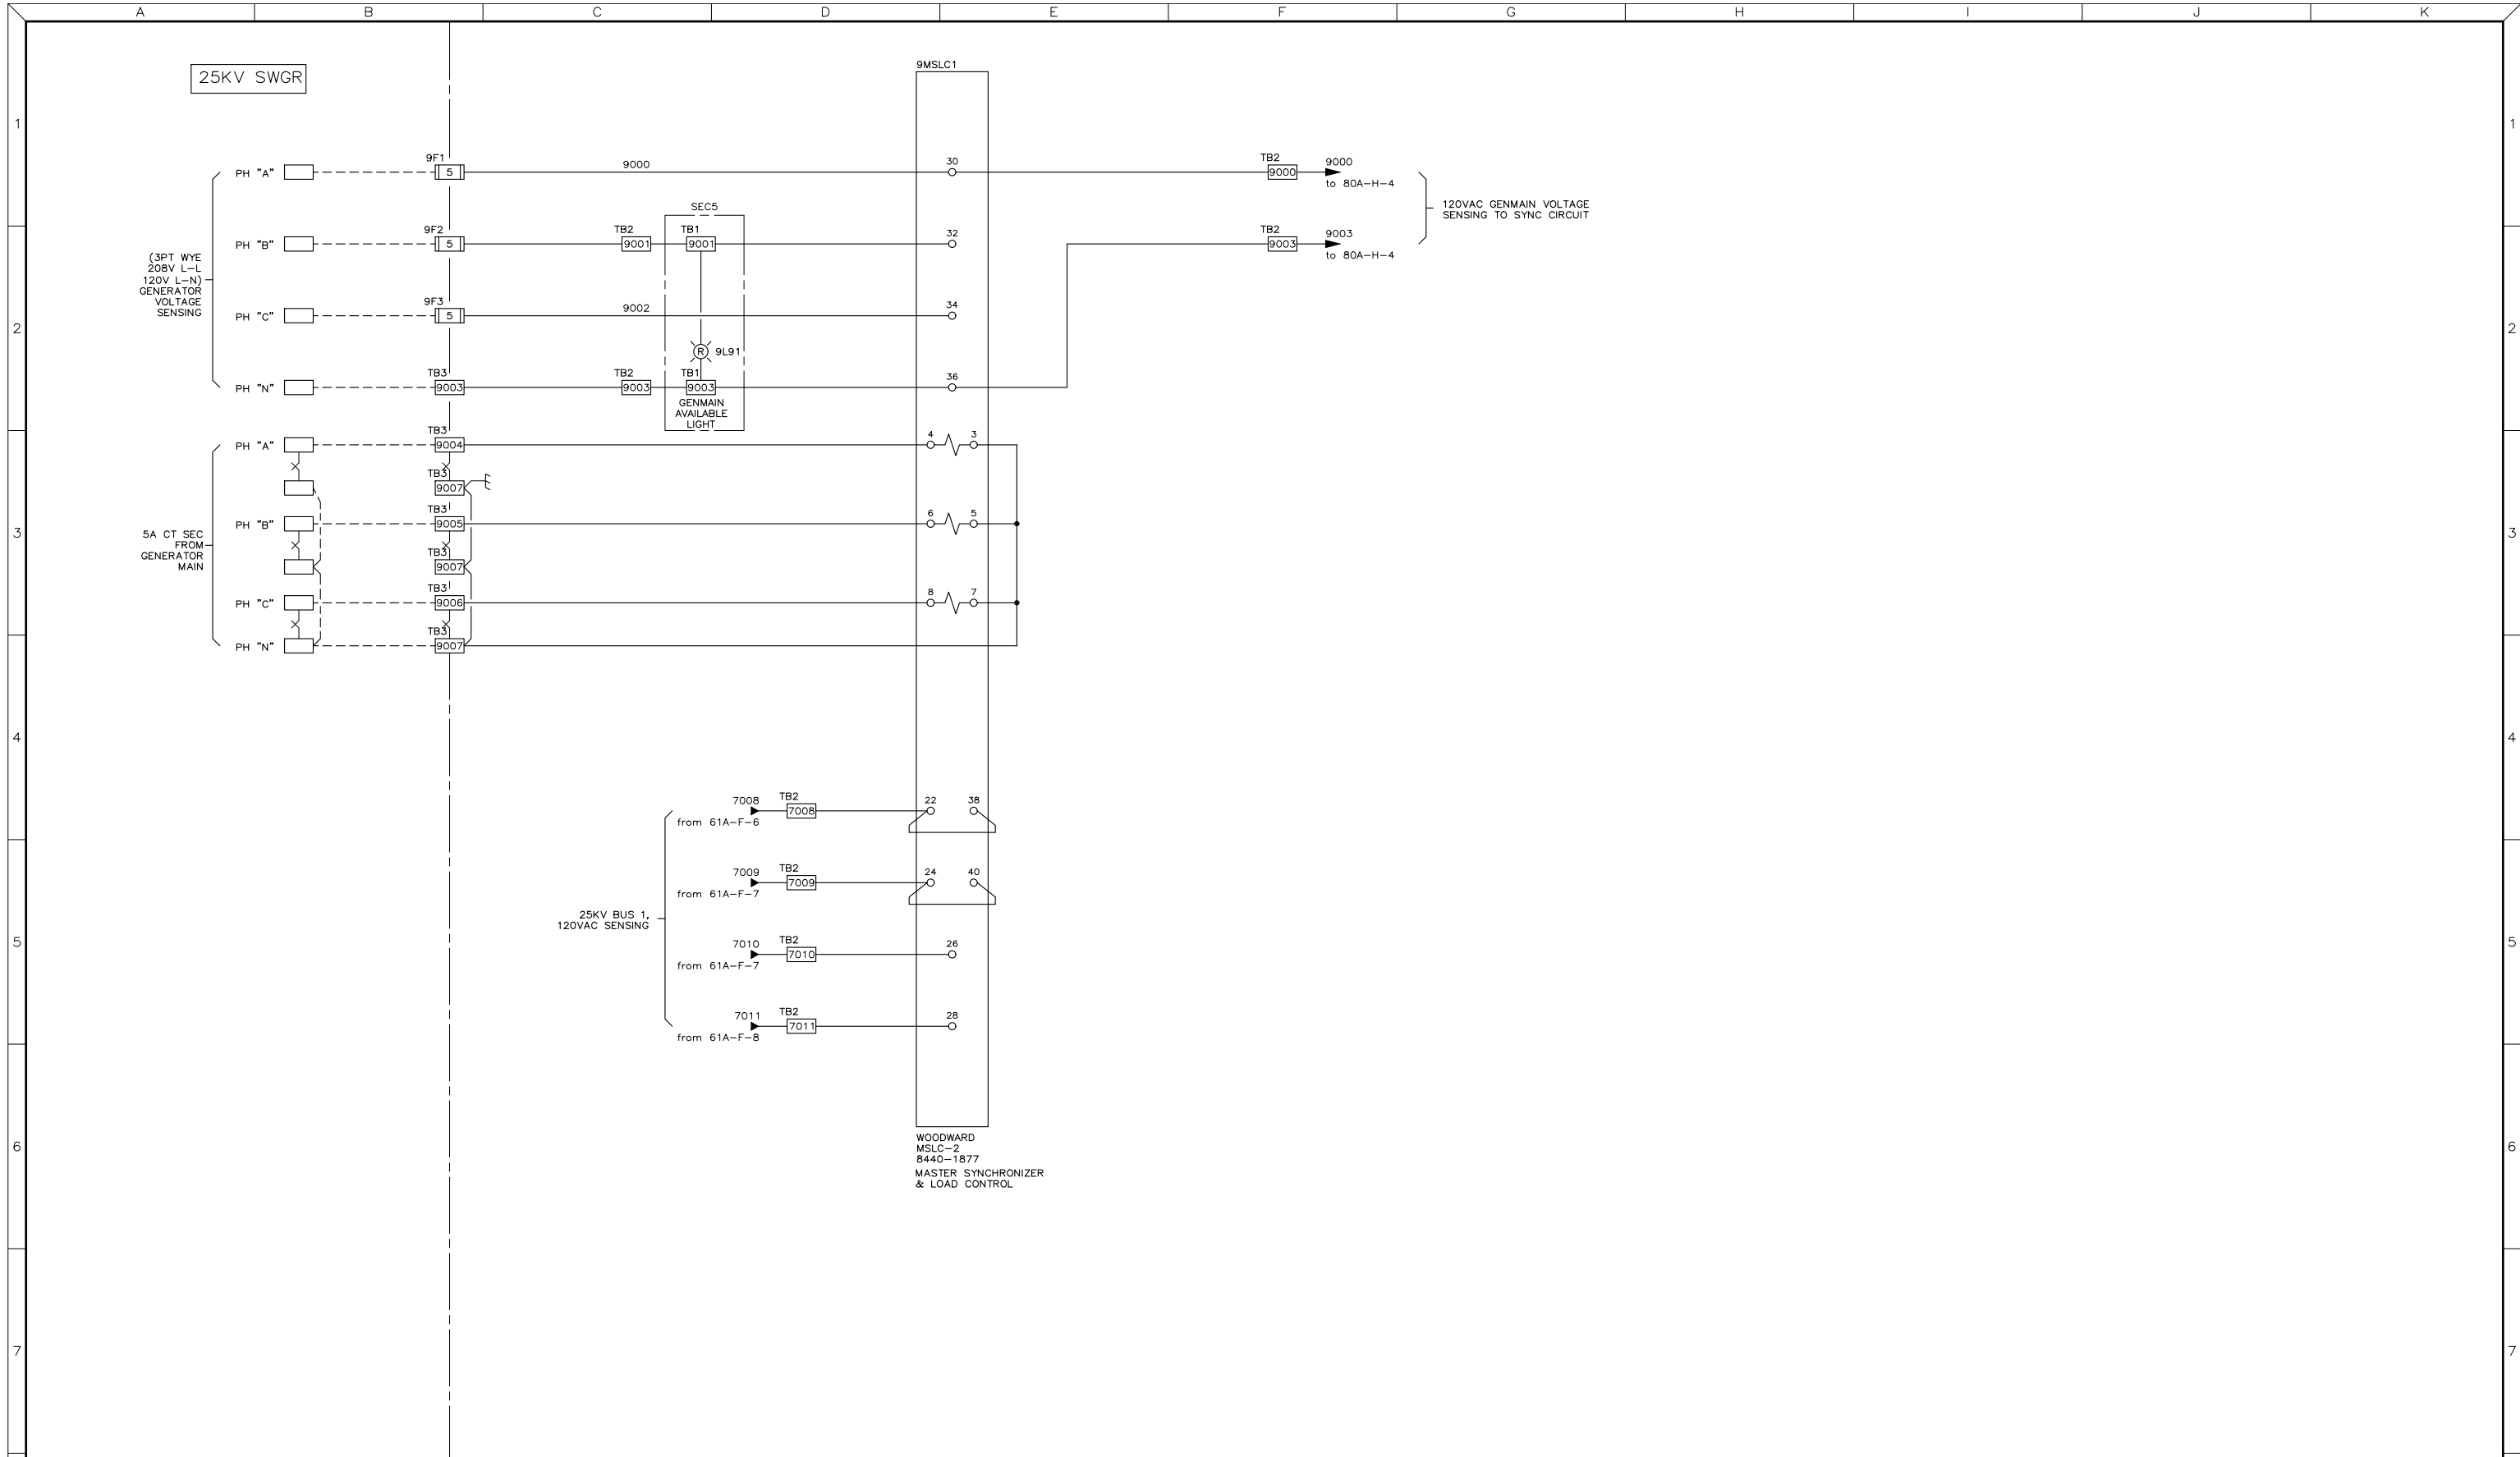 A B C D E F G H I J K
25KV SWGR
9MSLC1
1 1
9F1 9000 30 TB2 9000
PH "A" 5 9000
to 80A-H-4
120VAC GENMAIN VOLTAGE
SENSING TO SYNC CIRCUIT
SEC5
9F2 TB2 TB1 32 TB2 9003
PH "B" 5 9001 9001 9003
to 80A-H-4
(3PT WYE
208V L-L
120V L-N)
GENERATOR
VOLTAGE
SENSING
9F3 9002 34
PH "C" 5
2 2
R 9L91
TB3 TB2 TB1 36
PH "N" 9003 9003 9003
GENMAIN
AVAILABLE
LIGHT
TB3 4 3
PH "A" 9004
TB3
9007
TB3 6 5
PH "B" 9005
3 3
5A CT SEC
FROM
GENERATOR
MAIN
TB3
9007
TB3 8 7
PH "C" 9006
TB3
PH "N" 9007
4 4
7008 TB2 22 38
7008
from 61A-F-6
7009 TB2 24 40
7009
from 61A-F-7
25KV BUS 1,
120VAC SENSING
5 5
7010 TB2 26
7010
from 61A-F-7
7011 TB2 28
7011
from 61A-F-8
WOODWARD
MSLC-2
8440-1877
MASTER SYNCHRONIZER
& LOAD CONTROL
6 6
7 7